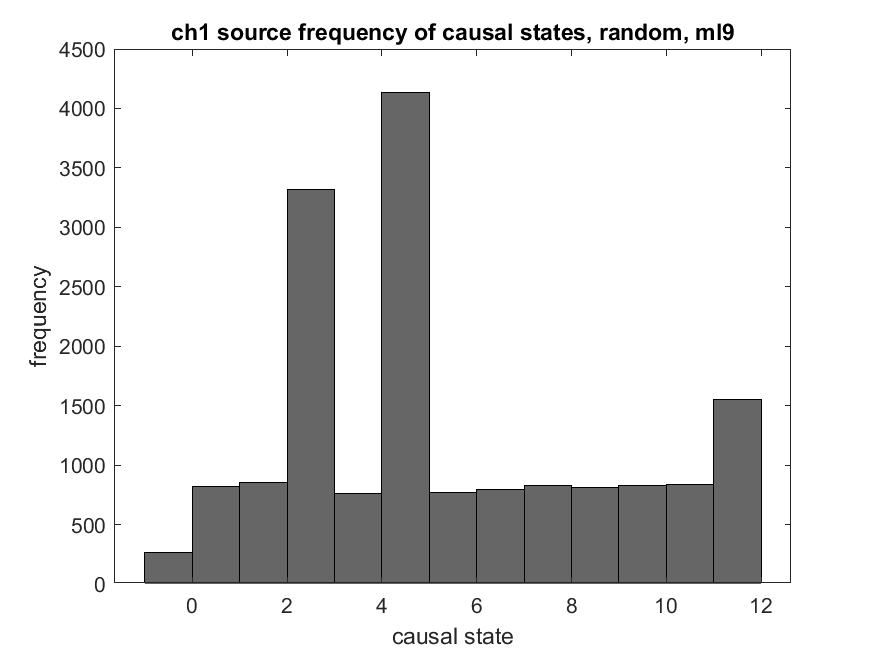 ch1 source frequency of causal states, random, ml9
4500
4000
3500
3000
2500
2000
1500
1000
500
0
frequency
0 2 4 6 8 10 12
causal state